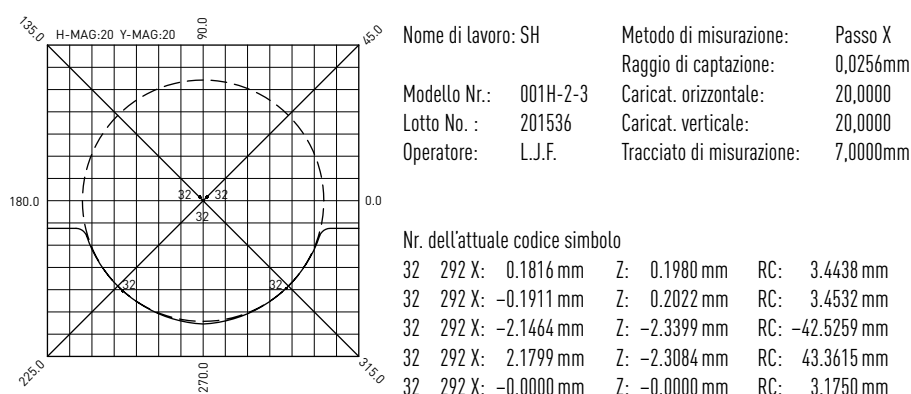 H-MAG:20 Y-MAG:20
135.0
90.0
45.0
180.0
0.0
32 32
32
32 32
225.0
270.0
315.0
Nome di lavoro: SH Metodo di misurazione: Passo X
Raggio di captazione: 0,0256mm
Modello Nr.: 001H-2-3 Caricat. orizzontale: 20,0000
Lotto No. : 201536 Caricat. verticale: 20,0000
Operatore: L.J.F. Tracciato di misurazione: 7,0000mm
Nr. dell'attuale codice simbolo
32 292 X: 0.1816 mm Z: 0.1980 mm RC: 3.4438 mm
32 292 X: –0.1911 mm Z: 0.2022 mm RC: 3.4532 mm
32 292 X: –2.1464 mm Z: –2.3399 mm RC: –42.5259 mm
32 292 X: 2.1799 mm Z: –2.3084 mm RC: 43.3615 mm
32 292 X: –0.0000 mm Z: –0.0000 mm RC: 3.1750 mm